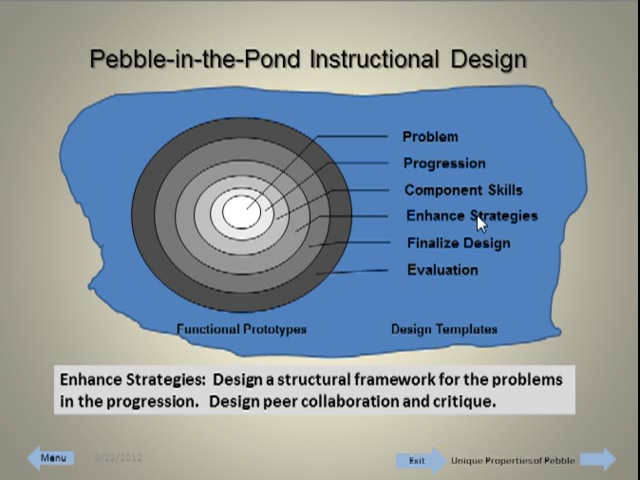 Pebble-in-the-Pond Instructional Design
Problem
Progression
Component Skills
Enhance Strategies
Finalize Design
Evaluation
Functional Prototypes
Design Templates
Enhance Strategies: Design a structural framework for the problems
in the progression. Design peer collaboration and critique.
Menu
Exit
Unique Properties of Pebble